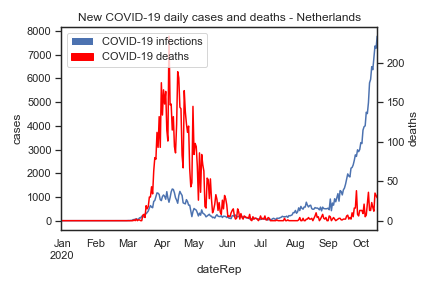 New COVID-19 daily cases and deaths - Netherlands
COVID-19 infections
COVID-19 deaths
8000
7000
6000
5000
4000
3000
2000
1000
0
cases
200
150
100
50
0
deaths
Jan Feb Mar Apr May Jun Jul Aug Sep Oct
2020
dateRep